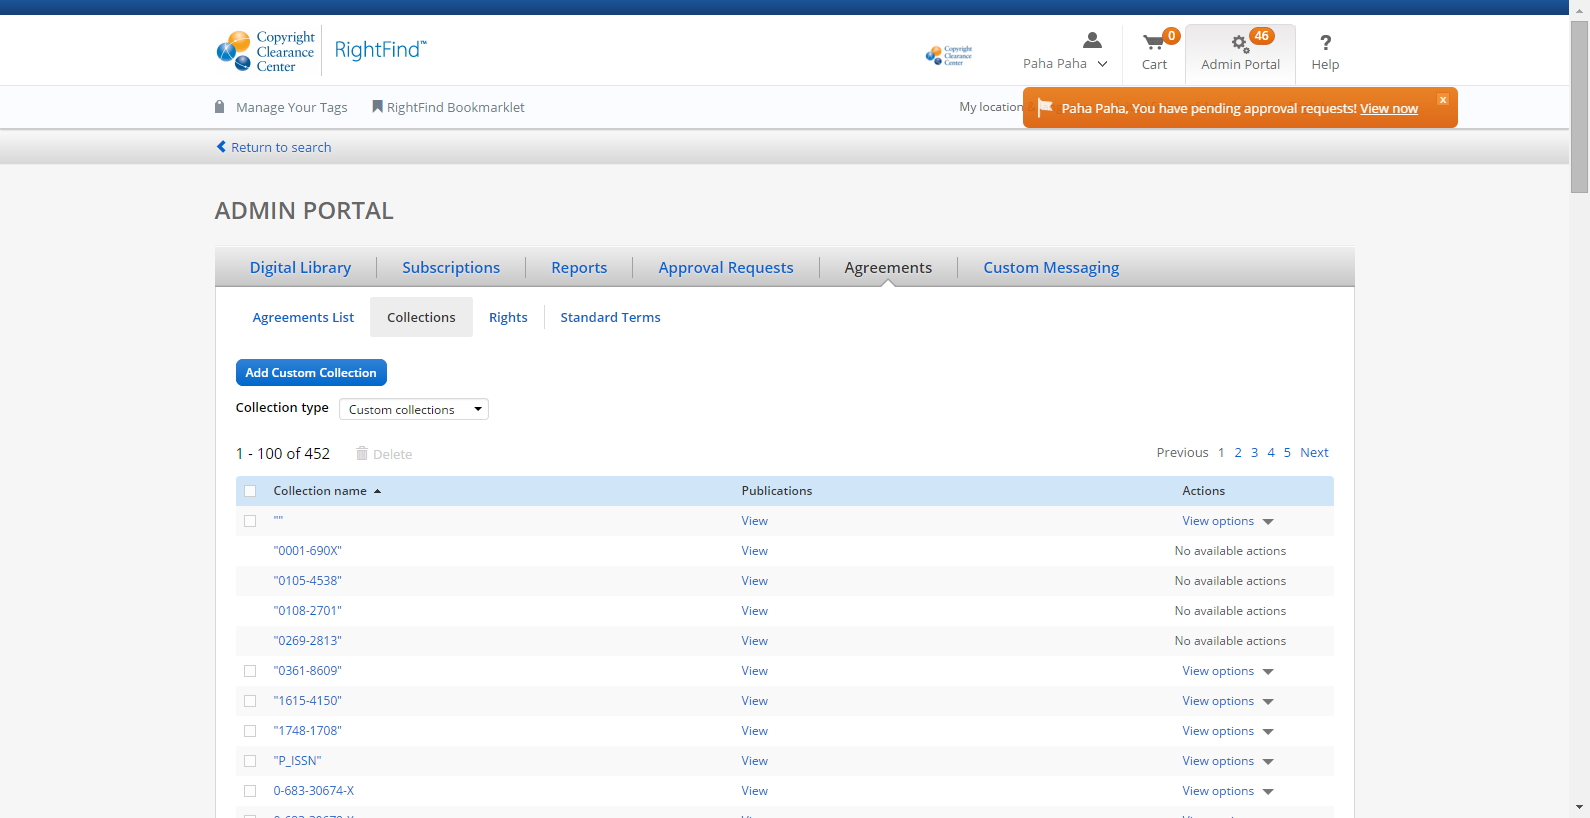 Copyright
Clearance
Center
RightFind™
Copyright
Clearance
Center
Paha Paha
0
Cart
46
Admin Portal
?
Help
Manage Your Tags
RightFind Bookmarklet
My location
Paha Paha, You have pending approval requests! View now
x
Return to search
ADMIN PORTAL
Digital Library
Subscriptions
Reports
Approval Requests
Agreements
Custom Messaging
Agreements List
Collections
Rights
Standard Terms
Add Custom Collection
Collection type
Custom collections
1 - 100 of 452
Delete
Previous 1 2 3 4 5 Next
Collection name Publications Actions
"" View View options
"0001-690X" View No available actions
"0105-4538" View No available actions
"0108-2701" View No available actions
"0269-2813" View No available actions
"0361-8609" View View options
"1615-4150" View View options
"1748-1708" View View options
"P_ISSN" View View options
0-683-30674-X View View options